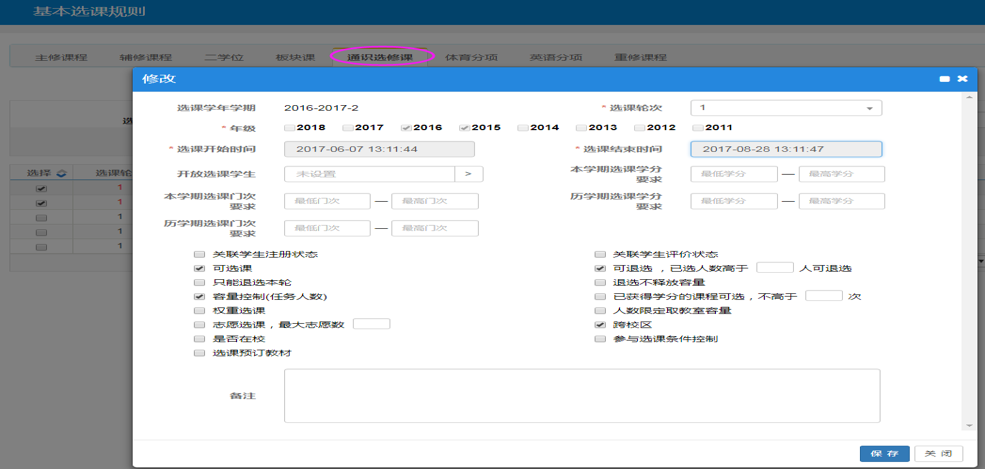 基本选课规则
主修课程 辅修课程 二学位 板块课 通识选修课 体育分项 英语分项 重修课程
修改
选
选课学年学期 2016-2017-2 * 选课轮次 1
* 年级 2018 2017 2016 2015 2014 2013 2012 2011
* 选课开始时间 2017-06-07 13:11:44 * 选课结束时间 2017-08-28 13:11:47
选择 选课轮
开放选课学生 未设置 > 本学期选课学分要求 最低学分 — 最高学分
1
本学期选课门次要求 最低门次 — 最高门次 历学期选课学分要求 最低学分 — 最高学分
1
1
历学期选课门次要求 最低门次 — 最高门次
1
1
关联学生注册状态 关联学生评价状态
可选课 可退选，已选人数高于 人可退选
只能退选本轮 退选不释放容量
容量控制(任务人数) 已获得学分的课程可选，不高于 次
权重选课 人数限定取教室容量
志愿选课，最大志愿数 跨校区
是否在校 参与选课条件控制
选课预订教材
备注
保存 关闭